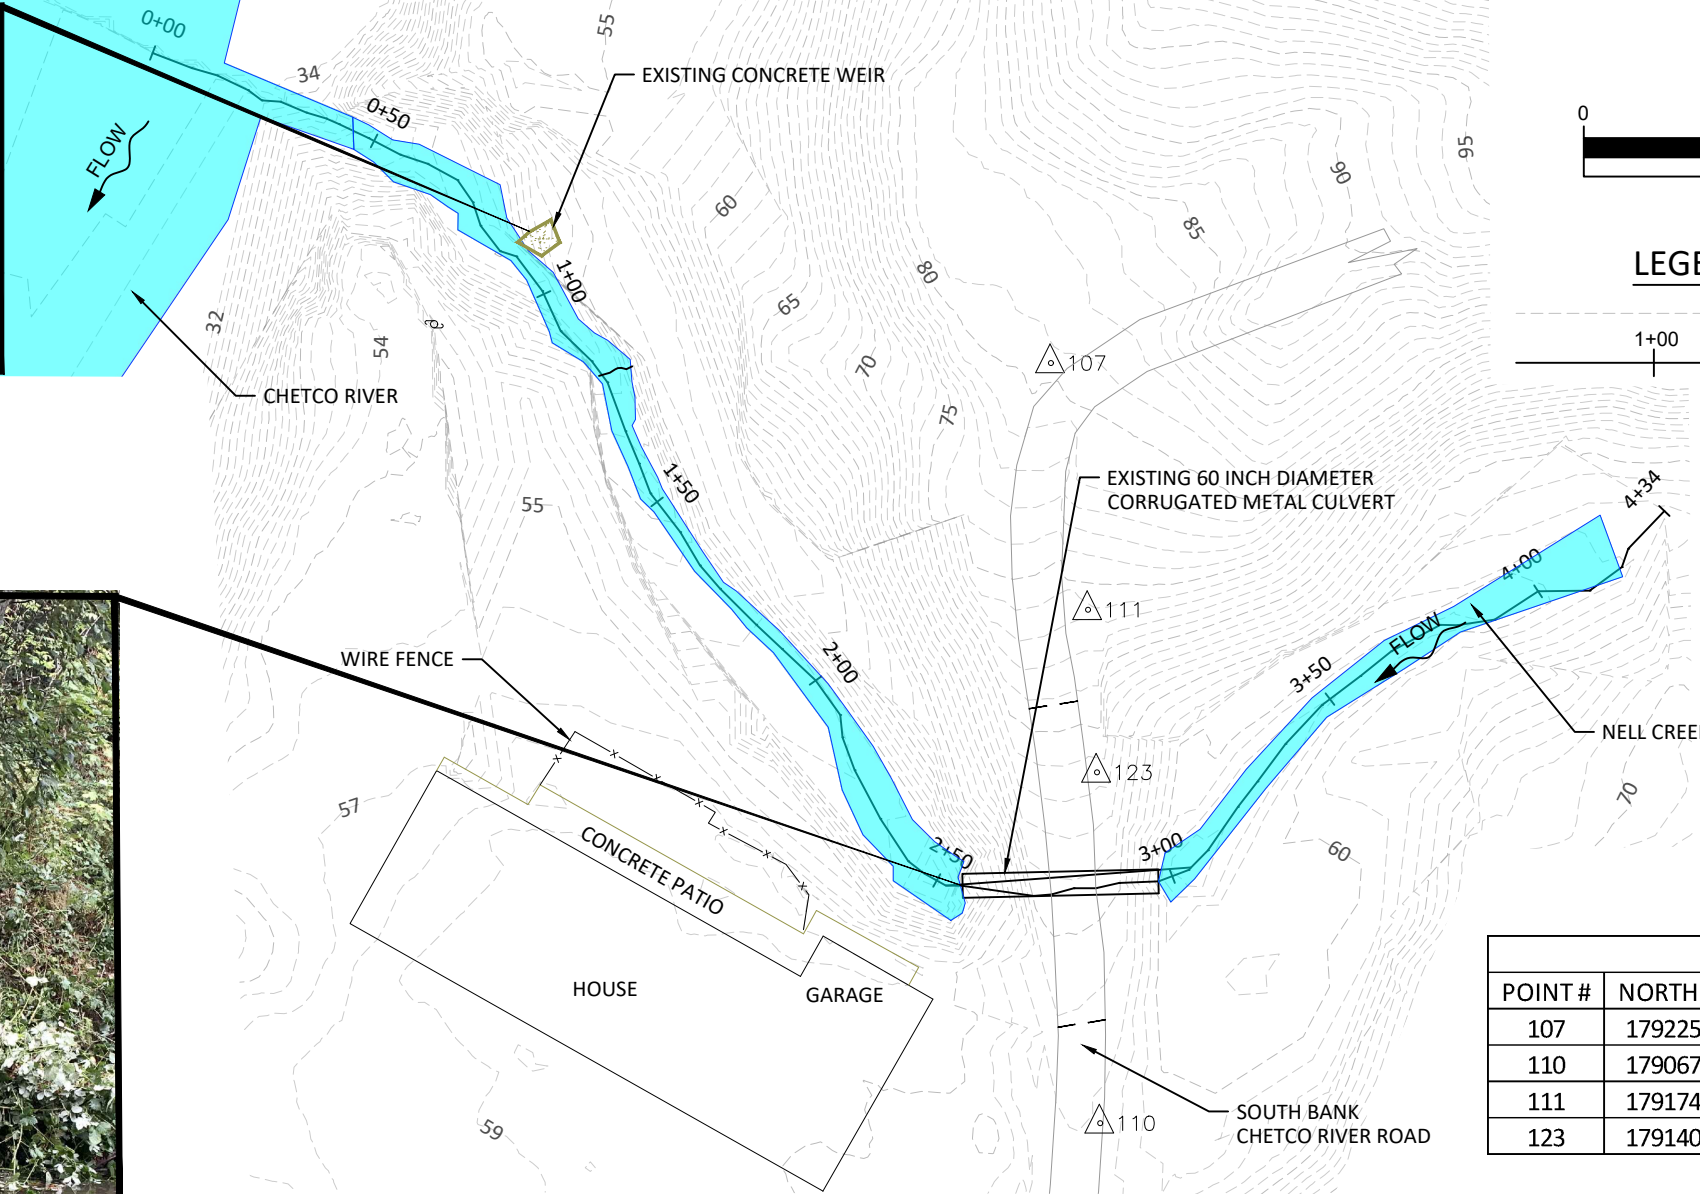 0+00
34
55
EXISTING CONCRETE WEIR
0
0+50
FLOW
95
90
60
85
LEGE
80
1+00
65
32
54
1+00
107
70
CHETCO RIVER
75
1+50
EXISTING 60 INCH DIAMETER
CORRUGATED METAL CULVERT
4+34
55
4+00
111
FLOW
WIRE FENCE
2+00
3+50
NELL CREE
123
57
70
CONCRETE PATIO
2+50
3+00
60
HOUSE
GARAGE
POINT # NORTH
107 179225
110 179067
111 179174
123 179140
SOUTH BANK
CHETCO RIVER ROAD
110
59